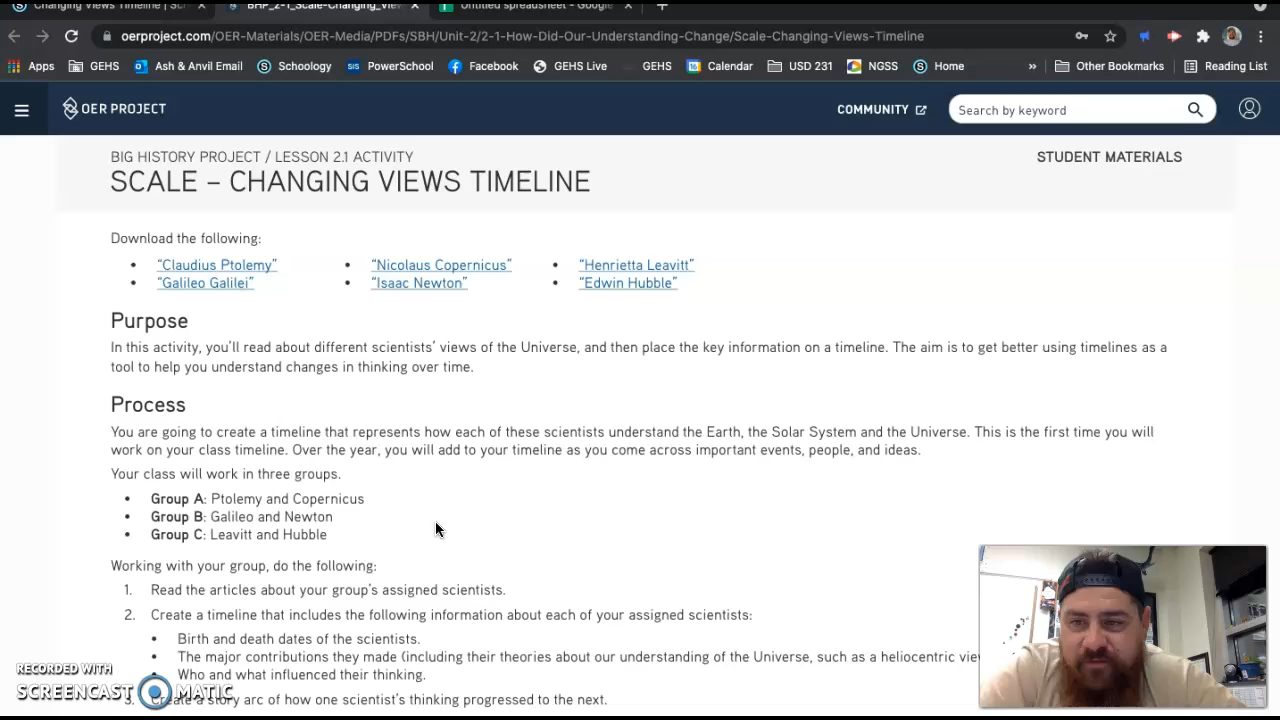 Changing Views Timeline | Sc
BHP_2-1_Scale-Changing_Vie
Untitled spreadsheet - Google
oerproject.com/OER-Materials/OER-Media/PDFs/SBH/Unit-2/2-1-How-Did-Our-Understanding-Change/Scale-Changing-Views-Timeline
Apps GEHS Ash & Anvil Email Schoology SIS PowerSchool Facebook GEHS Live GEHS Calendar USD 231 NGSS Home » Other Bookmarks Reading List
OER PROJECT COMMUNITY Search by keyword
BIG HISTORY PROJECT / LESSON 2.1 ACTIVITY STUDENT MATERIALS
SCALE – CHANGING VIEWS TIMELINE
Download the following:
• “Claudius Ptolemy” • “Nicolaus Copernicus” • “Henrietta Leavitt”
• “Galileo Galilei” • “Isaac Newton” • “Edwin Hubble”
Purpose
In this activity, you’ll read about different scientists’ views of the Universe, and then place the key information on a timeline. The aim is to get better using timelines as a
tool to help you understand changes in thinking over time.
Process
You are going to create a timeline that represents how each of these scientists understand the Earth, the Solar System and the Universe. This is the first time you will
work on your class timeline. Over the year, you will add to your timeline as you come across important events, people, and ideas.
Your class will work in three groups.
• Group A: Ptolemy and Copernicus
• Group B: Galileo and Newton
• Group C: Leavitt and Hubble
Working with your group, do the following:
1. Read the articles about your group’s assigned scientists.
2. Create a timeline that includes the following information about each of your assigned scientists:
• Birth and death dates of the scientists.
• The major contributions they made (including their theories about our understanding of the Universe, such as a heliocentric vie
Who and what influenced their thinking.
3. Create a story arc of how one scientist’s thinking progressed to the next.
RECORDED WITH
SCREENCAST MATIC